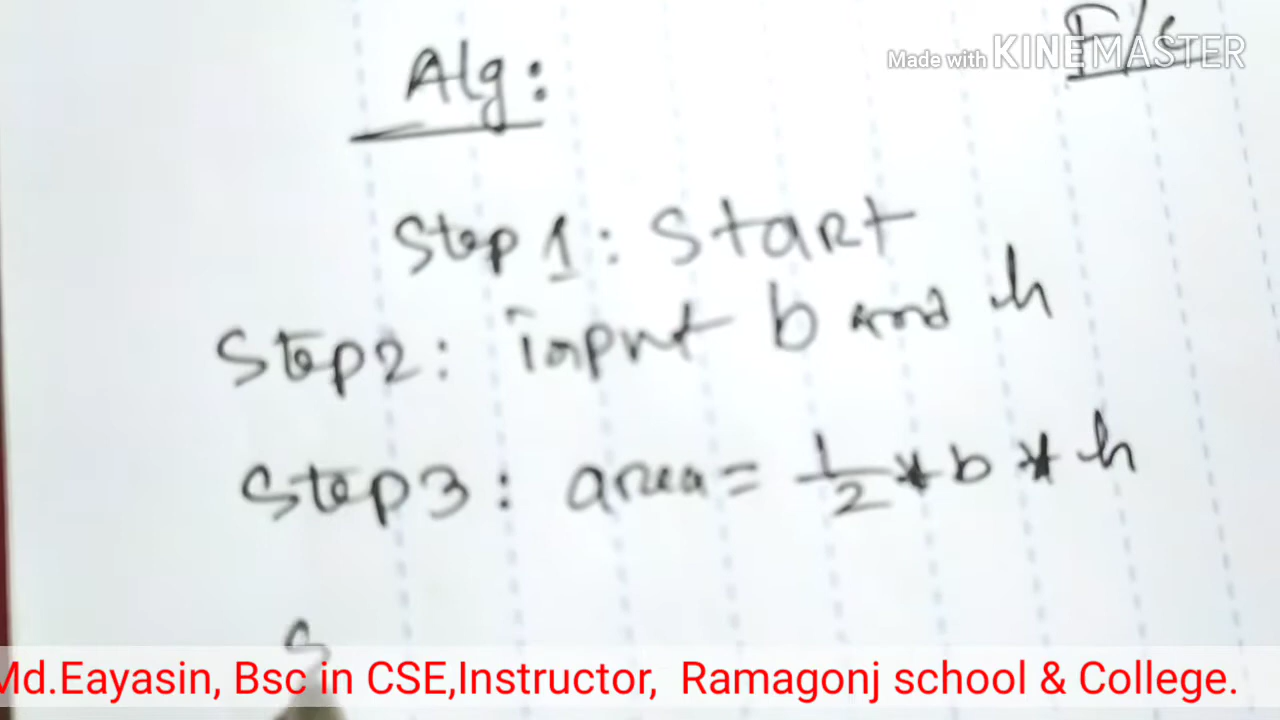 Made with KINEMASTER
F/c
Alg:
Step 1: Start
Step2: input b and h
Step3: area = 1/2 * b * h
S
Md.Eayasin, Bsc in CSE,Instructor, Ramagonj school & College.